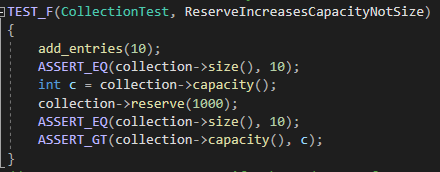 TEST_F(CollectionTest, ReserveIncreasesCapacityNotSize)
{
add_entries(10);
ASSERT_EQ(collection->size(), 10);
int c = collection->capacity();
collection->reserve(1000);
ASSERT_EQ(collection->size(), 10);
ASSERT_GT(collection->capacity(), c);
}